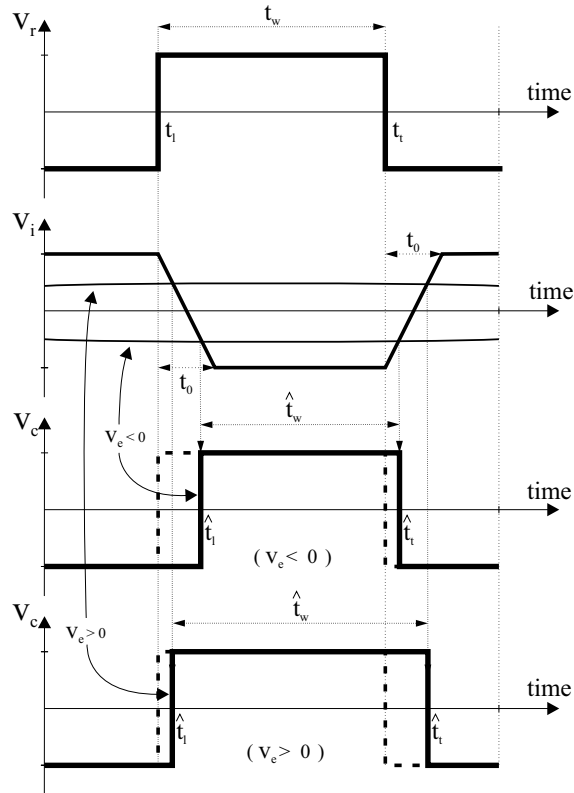 t_w
v_r
time
t_l
t_t
v_i
t_0
time
t_0
t̂_w
v_c
v_e < 0
time
t̂_l
t̂_t
( v_e < 0 )
t̂_w
v_c
v_e > 0
time
t̂_l
t̂_t
( v_e > 0 )